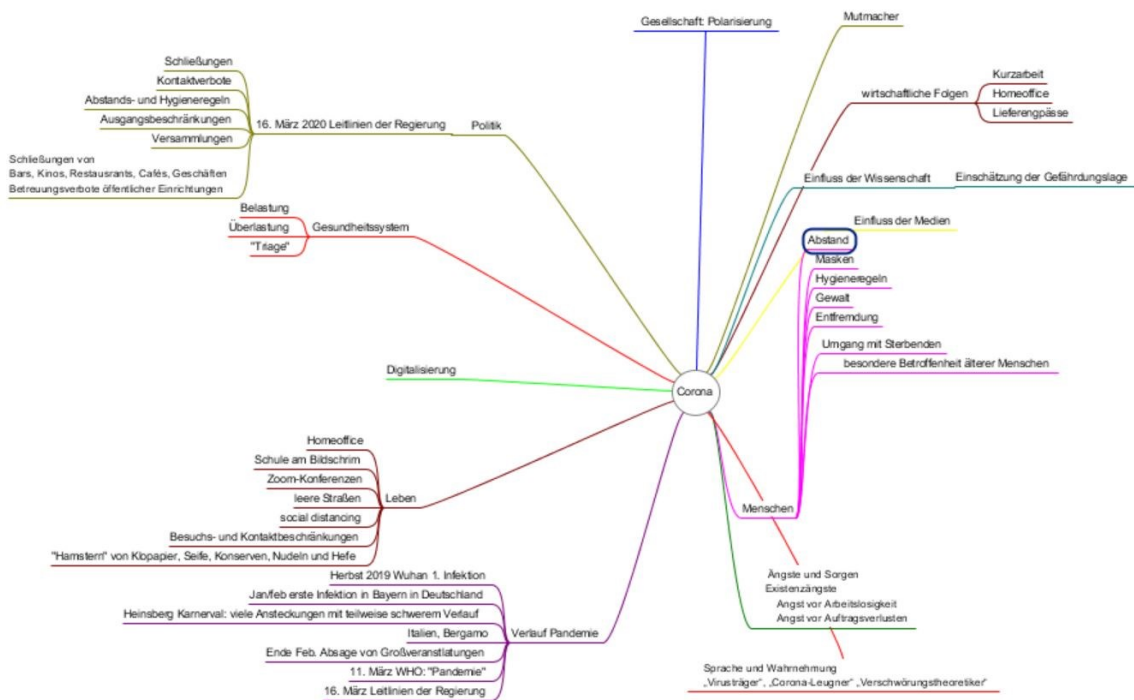 Gesellschaft: Polarisierung
Mutmacher
wirtschaftliche Folgen
Kurzarbeit
Homeoffice
Lieferengpässe
Einfluss der Wissenschaft
Einschätzung der Gefährdungslage
Einfluss der Medien
Abstand
Masken
Hygieneregeln
Gewalt
Entfremdung
Umgang mit Sterbenden
besondere Betroffenheit älterer Menschen
Menschen
Corona
Ängste und Sorgen
Existenzängste
Angst vor Arbeitslosigkeit
Angst vor Auftragsverlusten
Sprache und Wahrnehmung
„Virusträger“, „Corona-Leugner“ „Verschwörungstheoretiker“
Politik
16. März 2020 Leitlinien der Regierung
Schließungen
Kontaktverbote
Abstands- und Hygieneregeln
Ausgangsbeschränkungen
Versammlungen
Schließungen von
Bars, Kinos, Restausrants, Cafés, Geschäften
Betreuungsverbote öffentlicher Einrichtungen
Gesundheitssystem
Belastung
Überlastung
"Triage"
Digitalisierung
Leben
Homeoffice
Schule am Bildschrim
Zoom-Konferenzen
leere Straßen
social distancing
Besuchs- und Kontaktbeschränkungen
"Hamstern" von Klopapier, Seife, Konserven, Nudeln und Hefe
Verlauf Pandemie
Herbst 2019 Wuhan 1. Infektion
Jan/feb erste Infektion in Bayern in Deutschland
Heinsberg Karnerval: viele Ansteckungen mit teilweise schwerem Verlauf
Italien, Bergamo
Ende Feb. Absage von Großveranstlatungen
11. März WHO: "Pandemie"
16. März Leitlinien der Regierung